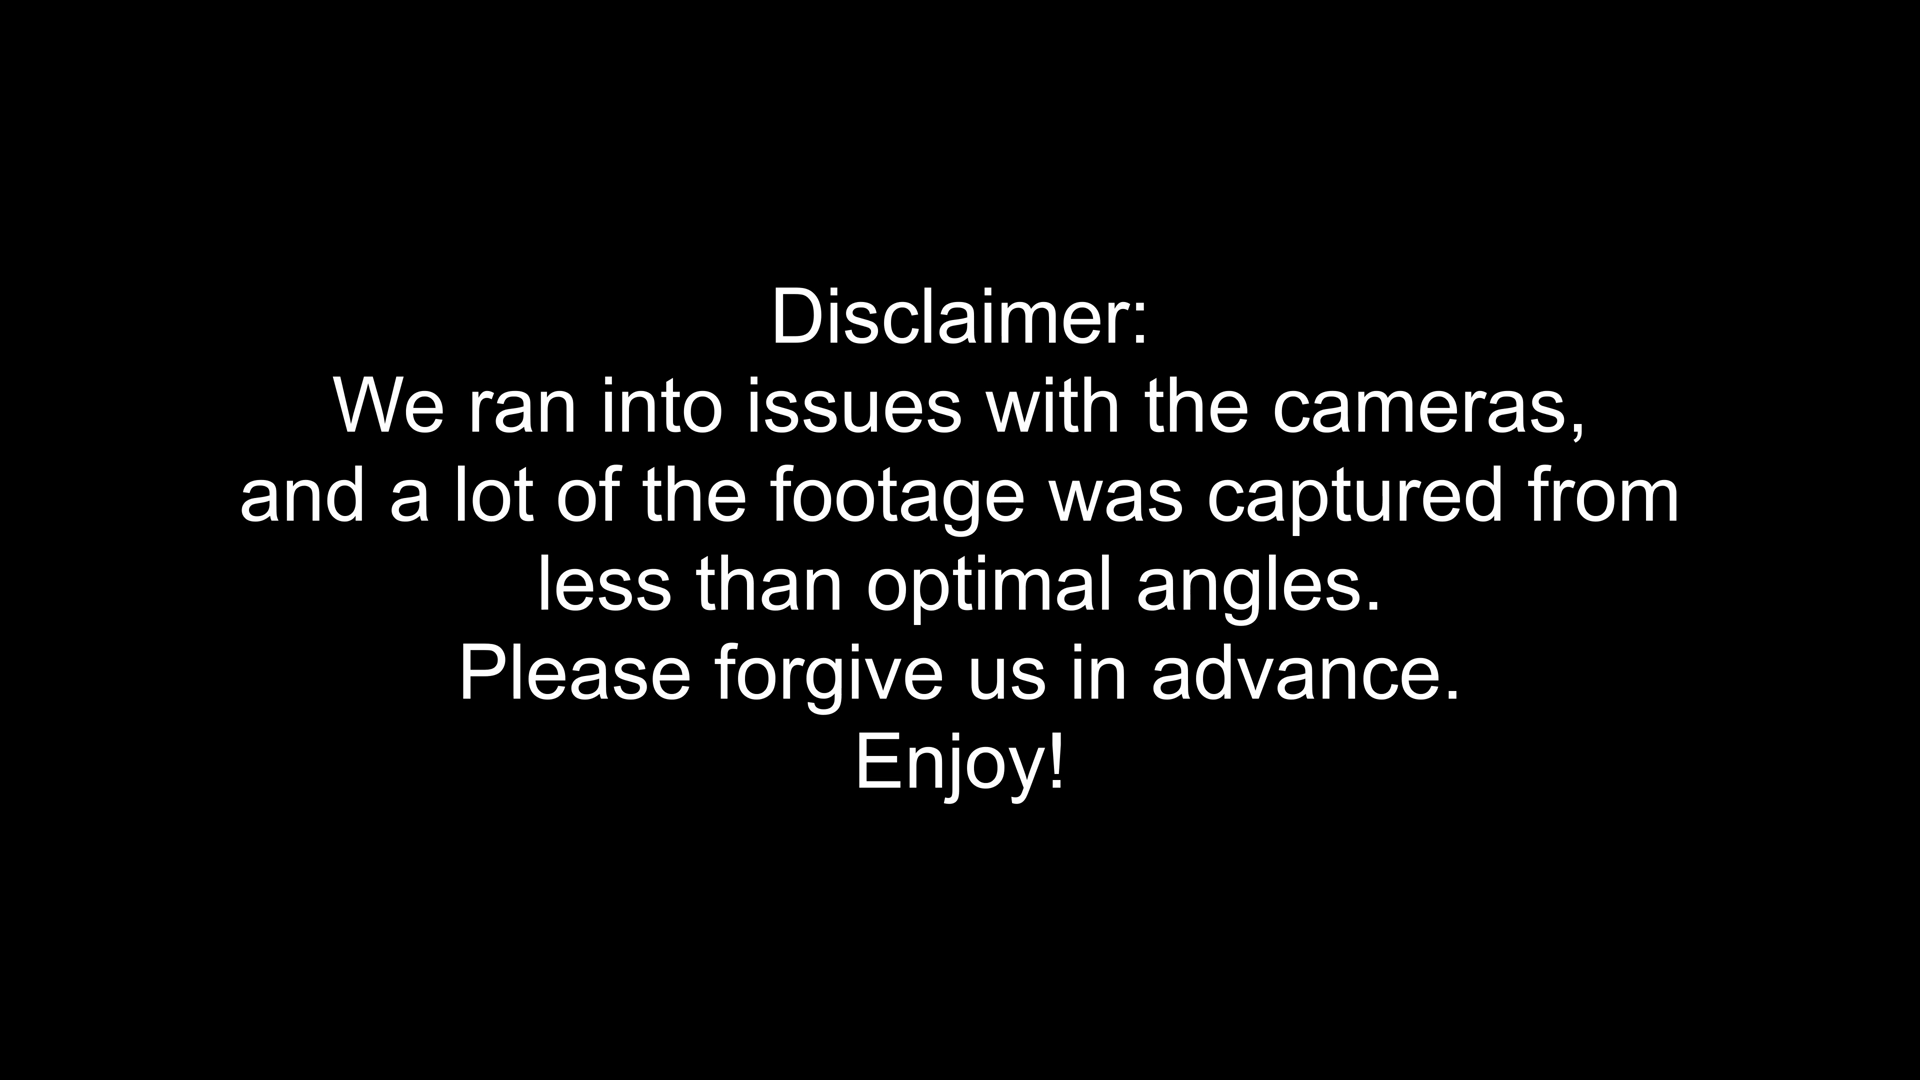 Disclaimer:
We ran into issues with the cameras,
and a lot of the footage was captured from
less than optimal angles.
Please forgive us in advance.
Enjoy!